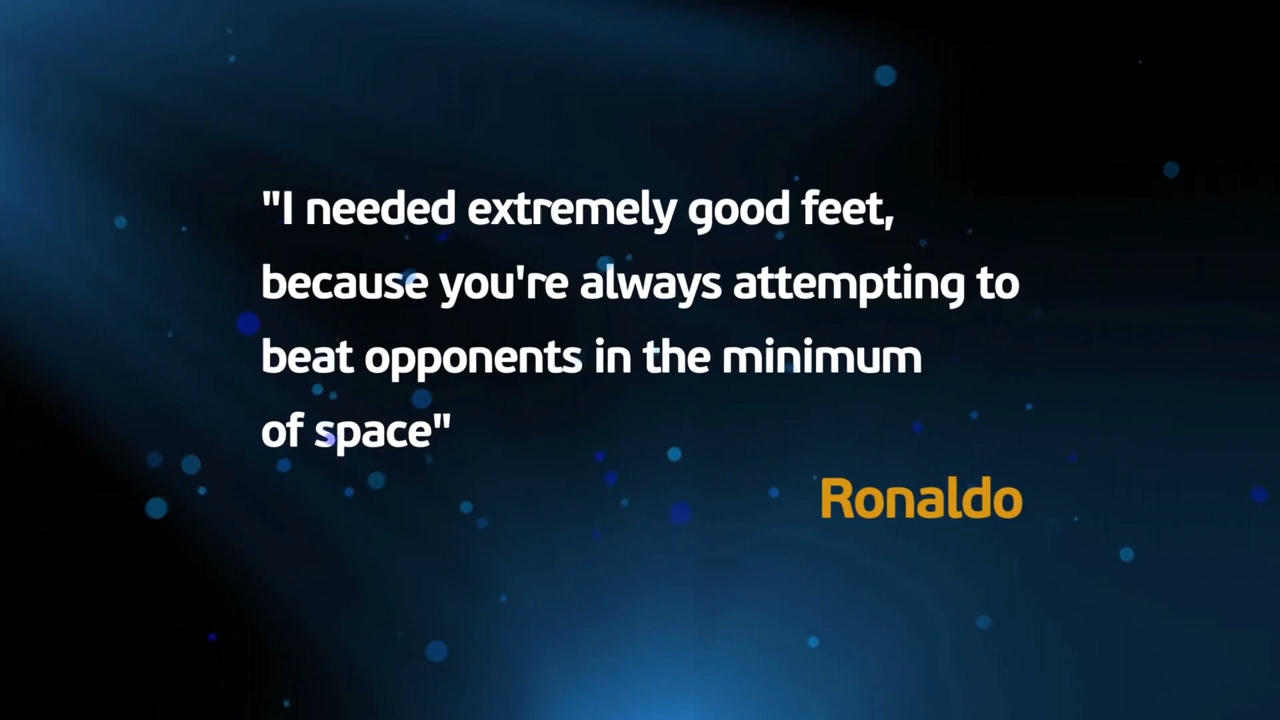 "I needed extremely good feet,
because you're always attempting to
beat opponents in the minimum
of space"
Ronaldo